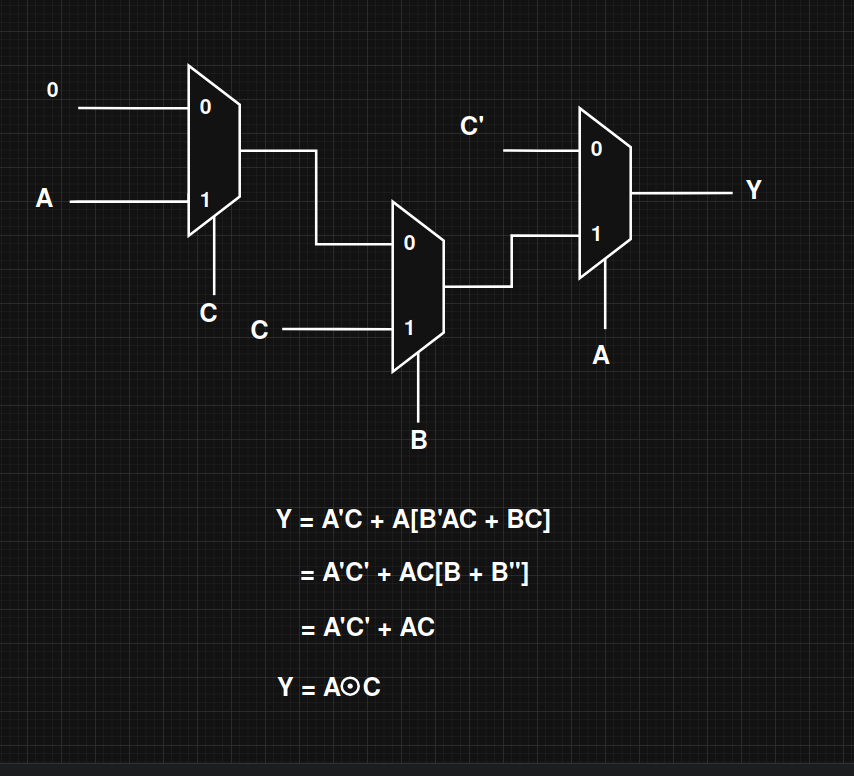 0
0
C'
0
Y
A
1
1
0
C
C
1
A
B
Y = A'C + A[B'AC + BC]
= A'C' + AC[B + B'']
= A'C' + AC
Y = A⊙C